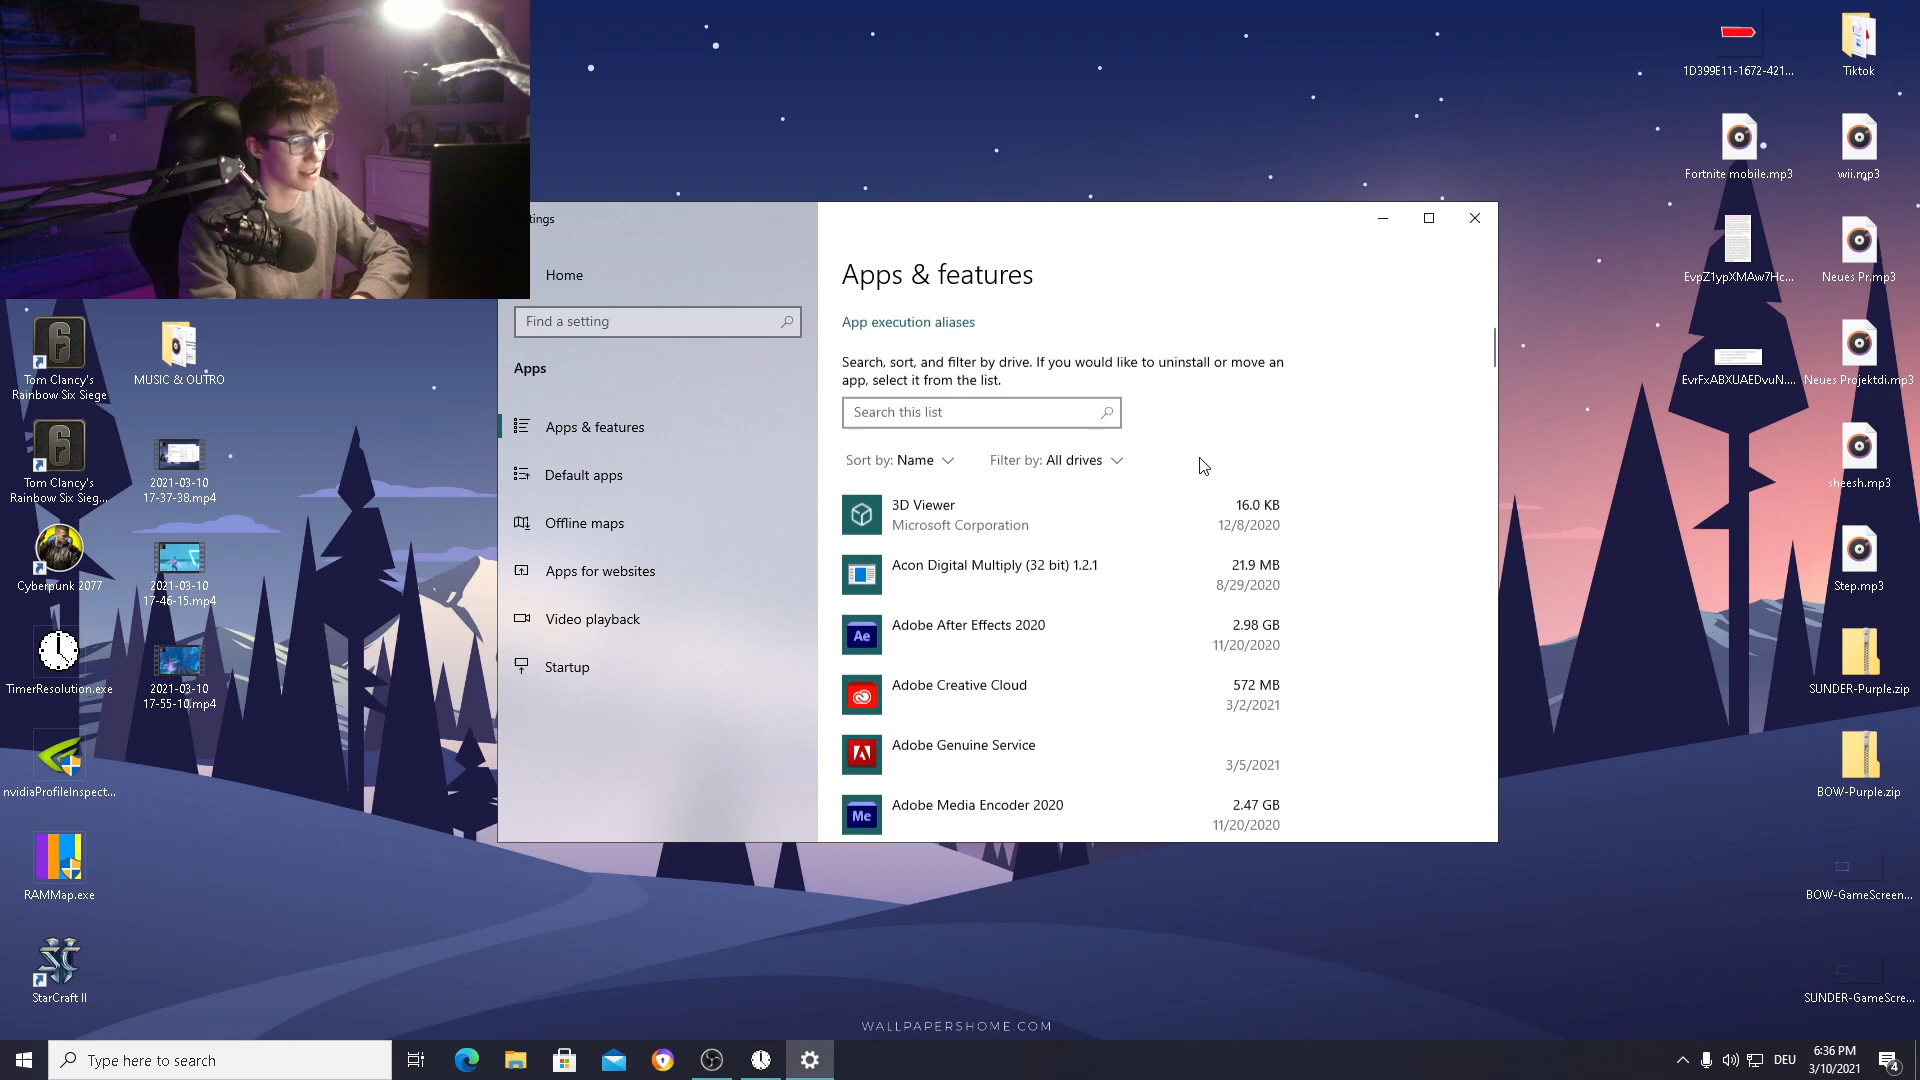 1D399E11-1672-421...
Tiktok
Fortnite mobile.mp3
wii.mp3
EvpZ1ypXMAw7Hc...
Neues Pr.mp3
EvrFxABXUAEDvuN....
Neues Projektdi.mp3
sheesh.mp3
Step.mp3
SUNDER-Purple.zip
BOW-Purple.zip
BOW-GameScreen...
SUNDER-GameScre...
Tom Clancy's
Rainbow Six Siege
MUSIC & OUTRO
Tom Clancy's
Rainbow Six Sieg...
2021-03-10
17-37-38.mp4
Cyberpunk 2077
2021-03-10
17-46-15.mp4
TimerResolution.exe
2021-03-10
17-55-10.mp4
nvidiaProfileInspect...
RAMMap.exe
StarCraft II
tings
Home
Find a setting
Apps
Apps & features
Default apps
Offline maps
Apps for websites
Video playback
Startup
Apps & features
App execution aliases
Search, sort, and filter by drive. If you would like to uninstall or move an
app, select it from the list.
Search this list
Sort by: Name
Filter by: All drives
3D Viewer
16.0 KB
Microsoft Corporation
12/8/2020
Acon Digital Multiply (32 bit) 1.2.1
21.9 MB
8/29/2020
Adobe After Effects 2020
2.98 GB
11/20/2020
Ae
Adobe Creative Cloud
572 MB
3/2/2021
Adobe Genuine Service
3/5/2021
Adobe Media Encoder 2020
2.47 GB
Me
11/20/2020
WALLPAPERSHOME.COM
Type here to search
DEU
6:36 PM
3/10/2021
4